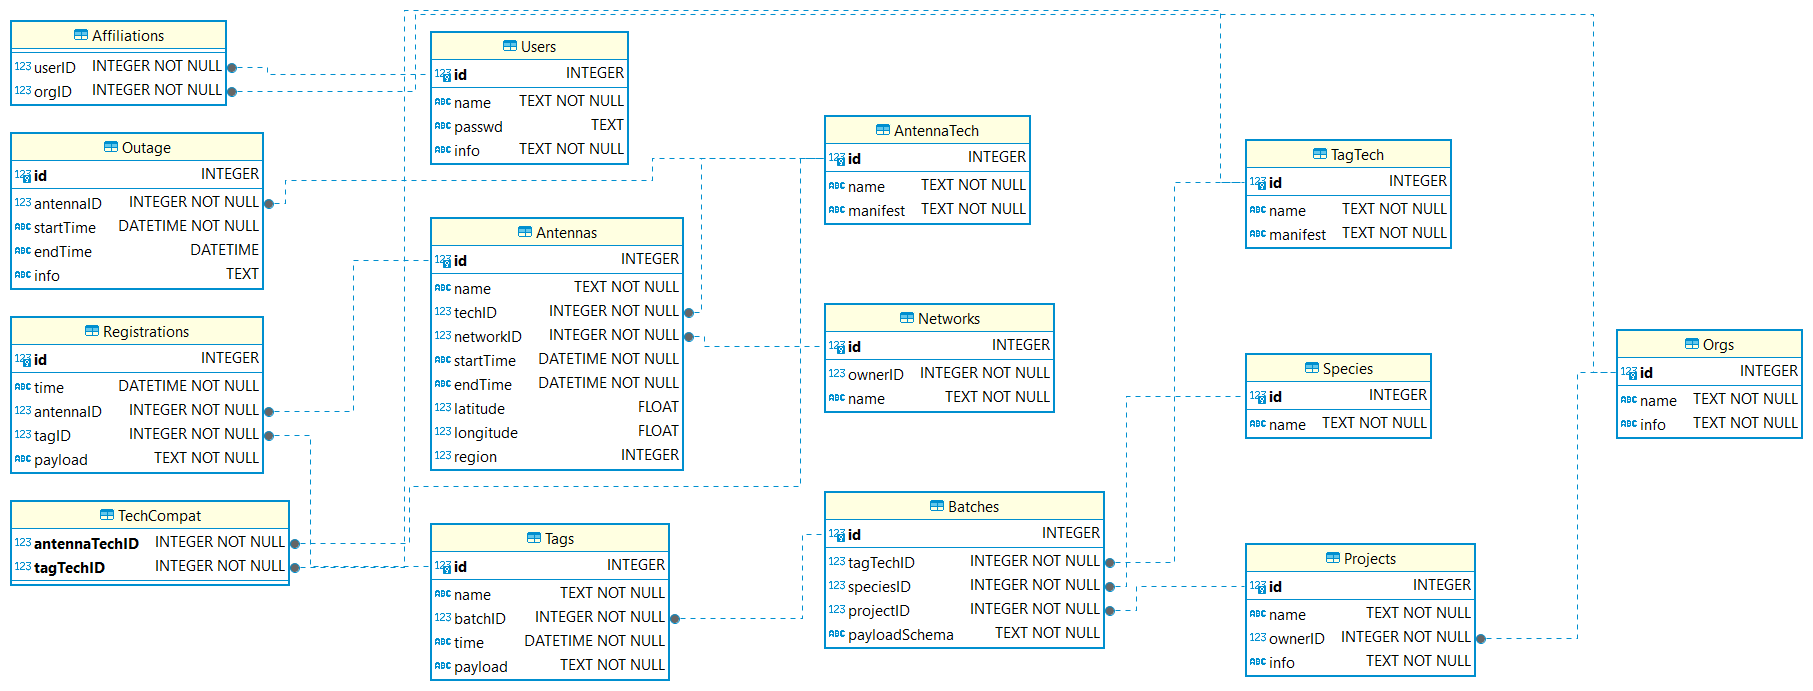 Affiliations
123 userID INTEGER NOT NULL
123 orgID INTEGER NOT NULL
Outage
123 id INTEGER
123 antennaID INTEGER NOT NULL
ABC startTime DATETIME NOT NULL
ABC endTime DATETIME
ABC info TEXT
Registrations
123 id INTEGER
ABC time DATETIME NOT NULL
123 antennaID INTEGER NOT NULL
123 tagID INTEGER NOT NULL
ABC payload TEXT NOT NULL
TechCompat
123 antennaTechID INTEGER NOT NULL
123 tagTechID INTEGER NOT NULL
Users
123 id INTEGER
ABC name TEXT NOT NULL
ABC passwd TEXT
ABC info TEXT NOT NULL
Antennas
123 id INTEGER
ABC name TEXT NOT NULL
123 techID INTEGER NOT NULL
123 networkID INTEGER NOT NULL
ABC startTime DATETIME NOT NULL
ABC endTime DATETIME NOT NULL
123 latitude FLOAT
123 longitude FLOAT
123 region INTEGER
Tags
123 id INTEGER
ABC name TEXT NOT NULL
123 batchID INTEGER NOT NULL
ABC time DATETIME NOT NULL
ABC payload TEXT NOT NULL
AntennaTech
123 id INTEGER
ABC name TEXT NOT NULL
ABC manifest TEXT NOT NULL
Networks
123 id INTEGER
123 ownerID INTEGER NOT NULL
ABC name TEXT NOT NULL
Batches
123 id INTEGER
123 tagTechID INTEGER NOT NULL
123 speciesID INTEGER NOT NULL
123 projectID INTEGER NOT NULL
ABC payloadSchema TEXT NOT NULL
TagTech
123 id INTEGER
ABC name TEXT NOT NULL
ABC manifest TEXT NOT NULL
Species
123 id INTEGER
ABC name TEXT NOT NULL
Projects
123 id INTEGER
ABC name TEXT NOT NULL
123 ownerID INTEGER NOT NULL
ABC info TEXT NOT NULL
Orgs
123 id INTEGER
ABC name TEXT NOT NULL
ABC info TEXT NOT NULL